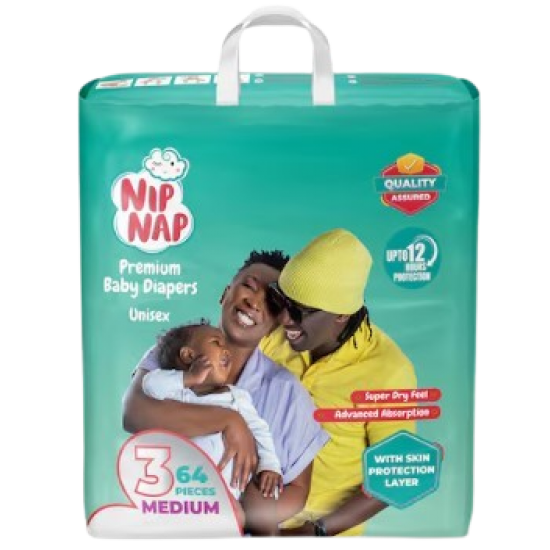 NIP
NAP
Premium
Baby Diapers
Unisex
QUALITY
ASSURED
UPTO 12
HOURS
PROTECTION
Super Dry Feel
Advanced Absorption
WITH SKIN
PROTECTION
LAYER
3 64
PIECES
MEDIUM